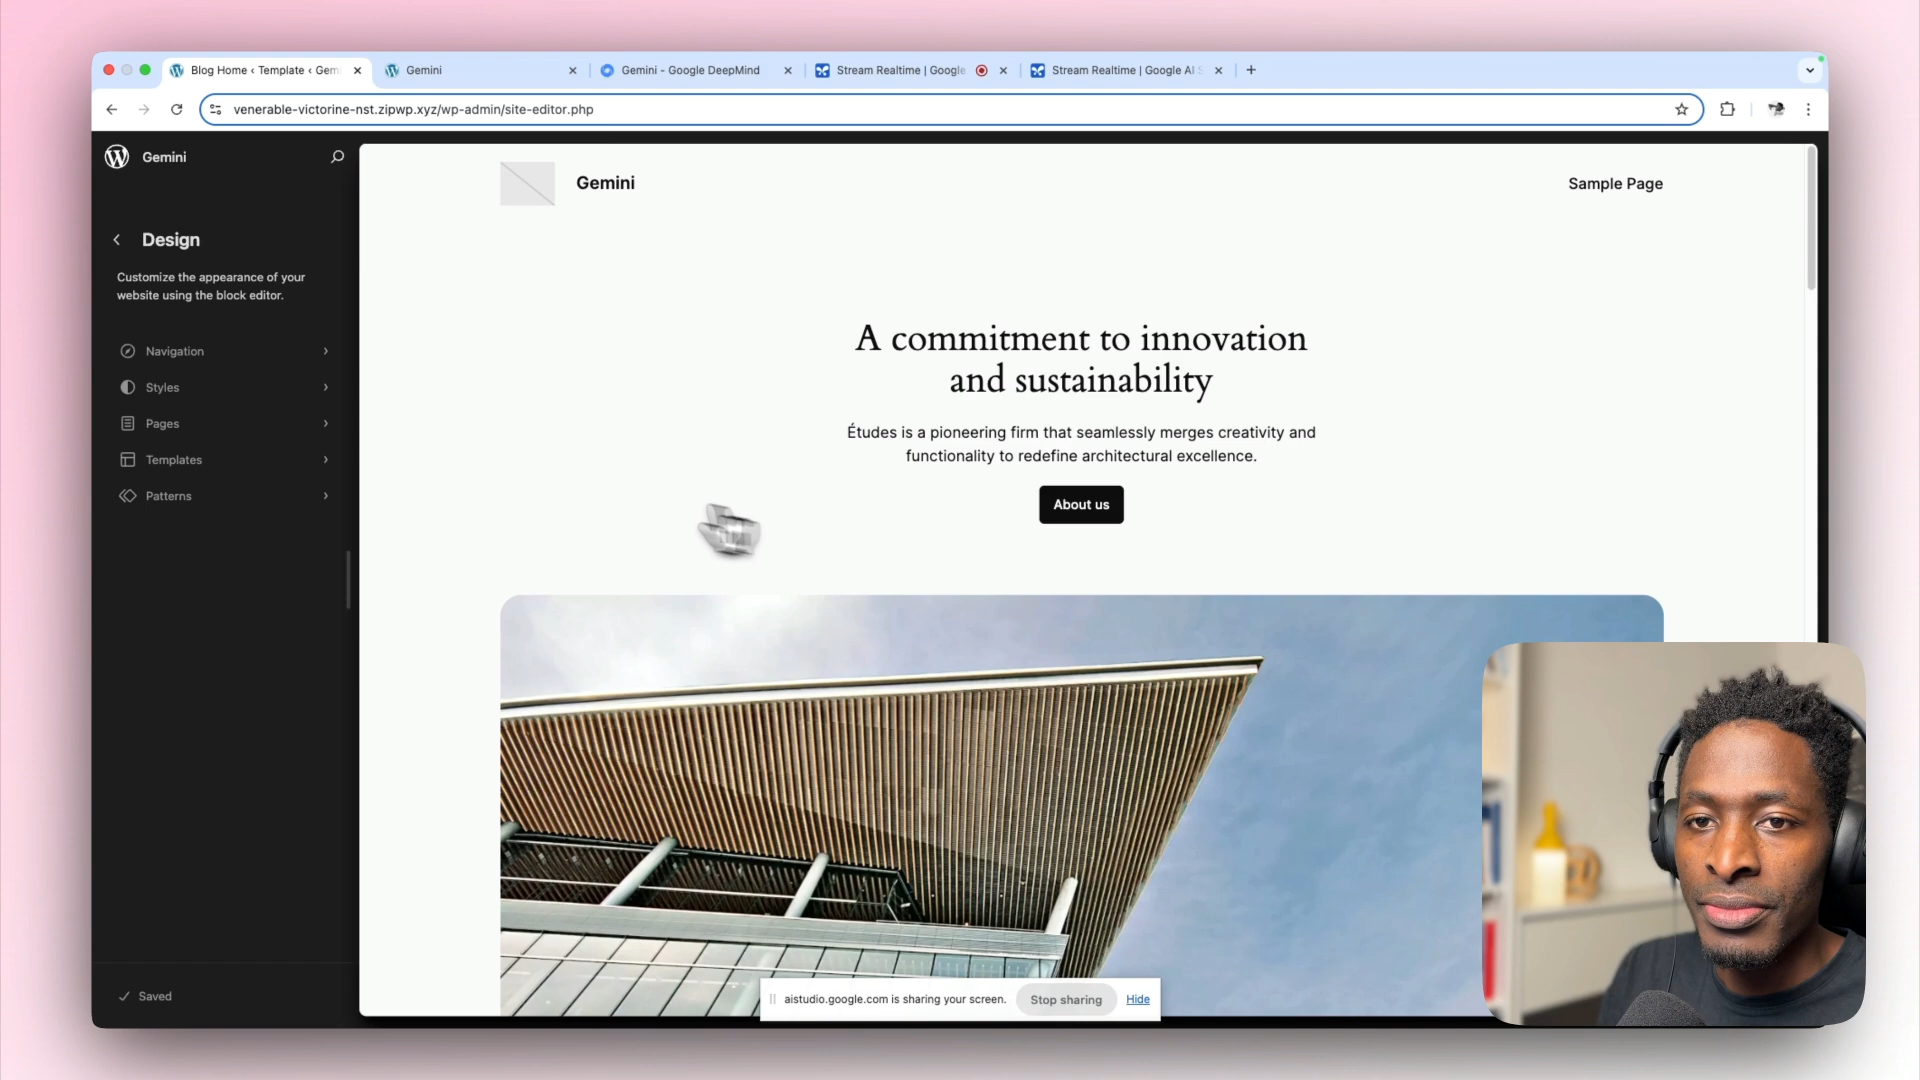 Blog Home ‹ Template ‹ Gem
Gemini
Gemini - Google DeepMind
Stream Realtime | Google
Stream Realtime | Google AI S
venerable-victorine-nst.zipwp.xyz/wp-admin/site-editor.php
Gemini
Design
Customize the appearance of your
website using the block editor.
Navigation
Styles
Pages
Templates
Patterns
Saved
Gemini
Sample Page
A commitment to innovation
and sustainability
Études is a pioneering firm that seamlessly merges creativity and
functionality to redefine architectural excellence.
About us
aistudio.google.com is sharing your screen.
Stop sharing
Hide